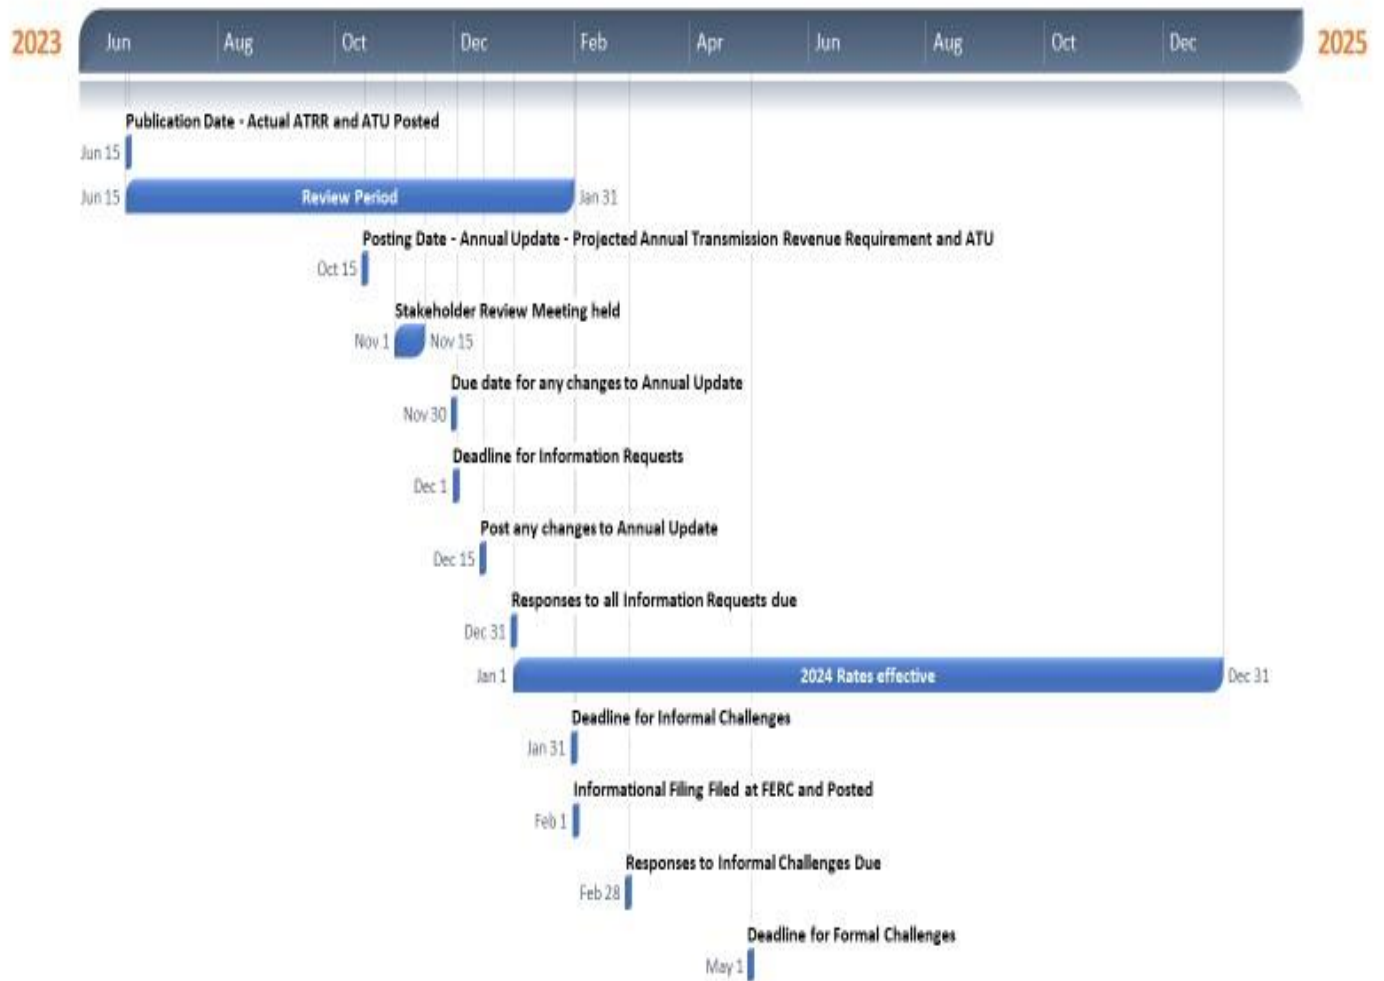 2023 Jun Aug Oct Dec Feb Apr Jun Aug Oct Dec 2025
Publication Date - Actual ATRR and ATU Posted
Jun 15
Jun 15 Review Period Jan 31
Posting Date - Annual Update - Projected Annual Transmission Revenue Requirement and ATU
Oct 15
Stakeholder Review Meeting held
Nov 1 Nov 15
Due date for any changes to Annual Update
Nov 30
Deadline for Information Requests
Dec 1
Post any changes to Annual Update
Dec 15
Responses to all Information Requests due
Dec 31
Jan 1 2024 Rates effective Dec 31
Deadline for Informal Challenges
Jan 31
Informational Filing Filed at FERC and Posted
Feb 1
Responses to Informal Challenges Due
Feb 28
Deadline for Formal Challenges
May 1